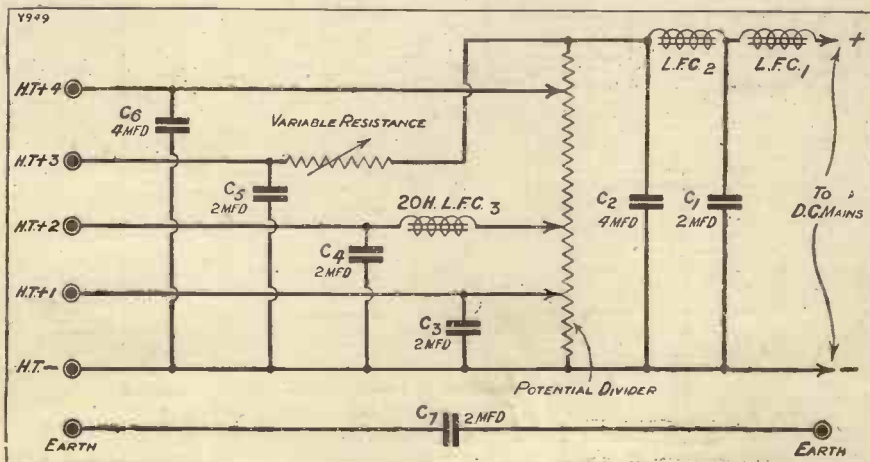 Y949
H.T.+4
C6
4MFD
VARIABLE RESISTANCE
H.T.+3
C5
2MFD
20H. L.F.C.3
H.T.+2
C4
2MFD
H.T.+1
C3
2MFD
H.T.-
POTENTIAL DIVIDER
L.F.C.2
L.F.C.1
+
C2
4MFD
C1
2MFD
TO
D.C. MAINS
-
C7
2MFD
EARTH
EARTH